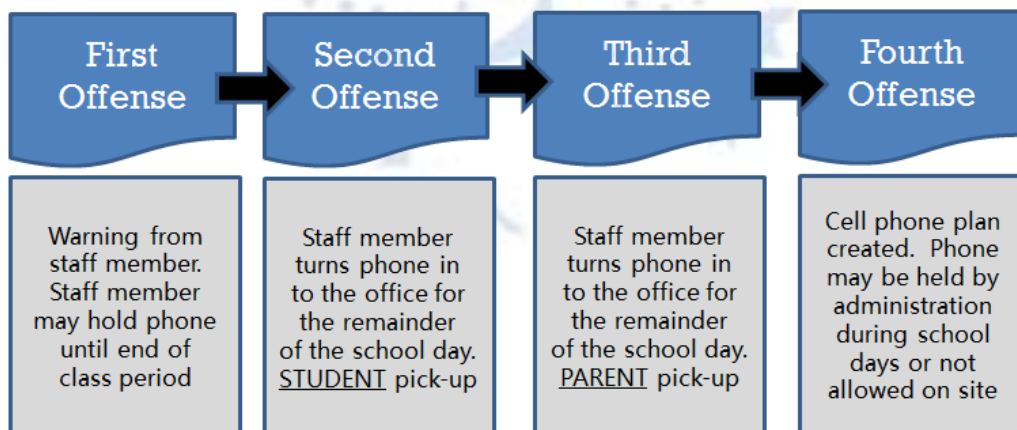 First
Offense
Second
Offense
Third
Offense
Fourth
Offense
Warning from
staff member.
Staff member
may hold phone
until end of
class period
Staff member
turns phone in
to the office for
the remainder
of the school day.
STUDENT pick-up
Staff member
turns phone in
to the office for
the remainder
of the school day.
PARENT pick-up
Cell phone plan
created. Phone
may be held by
administration
during school
days or not
allowed on site